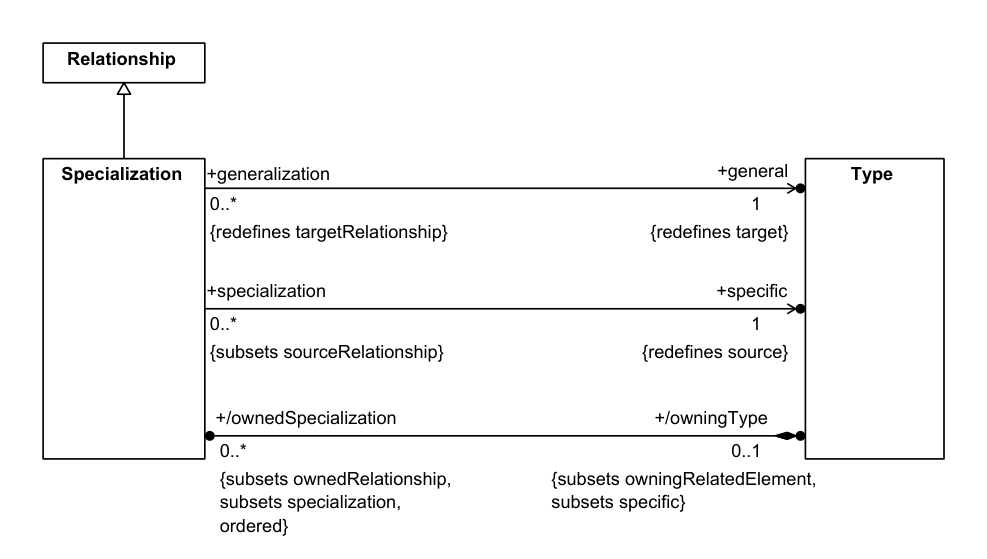 Relationship
Specialization
Type
+generalization
+general
0..*
1
{redefines targetRelationship}
{redefines target}
+specialization
+specific
0..*
1
{subsets sourceRelationship}
{redefines source}
+/ownedSpecialization
+/owningType
0..*
0..1
{subsets ownedRelationship,
subsets specialization,
ordered}
{subsets owningRelatedElement,
subsets specific}